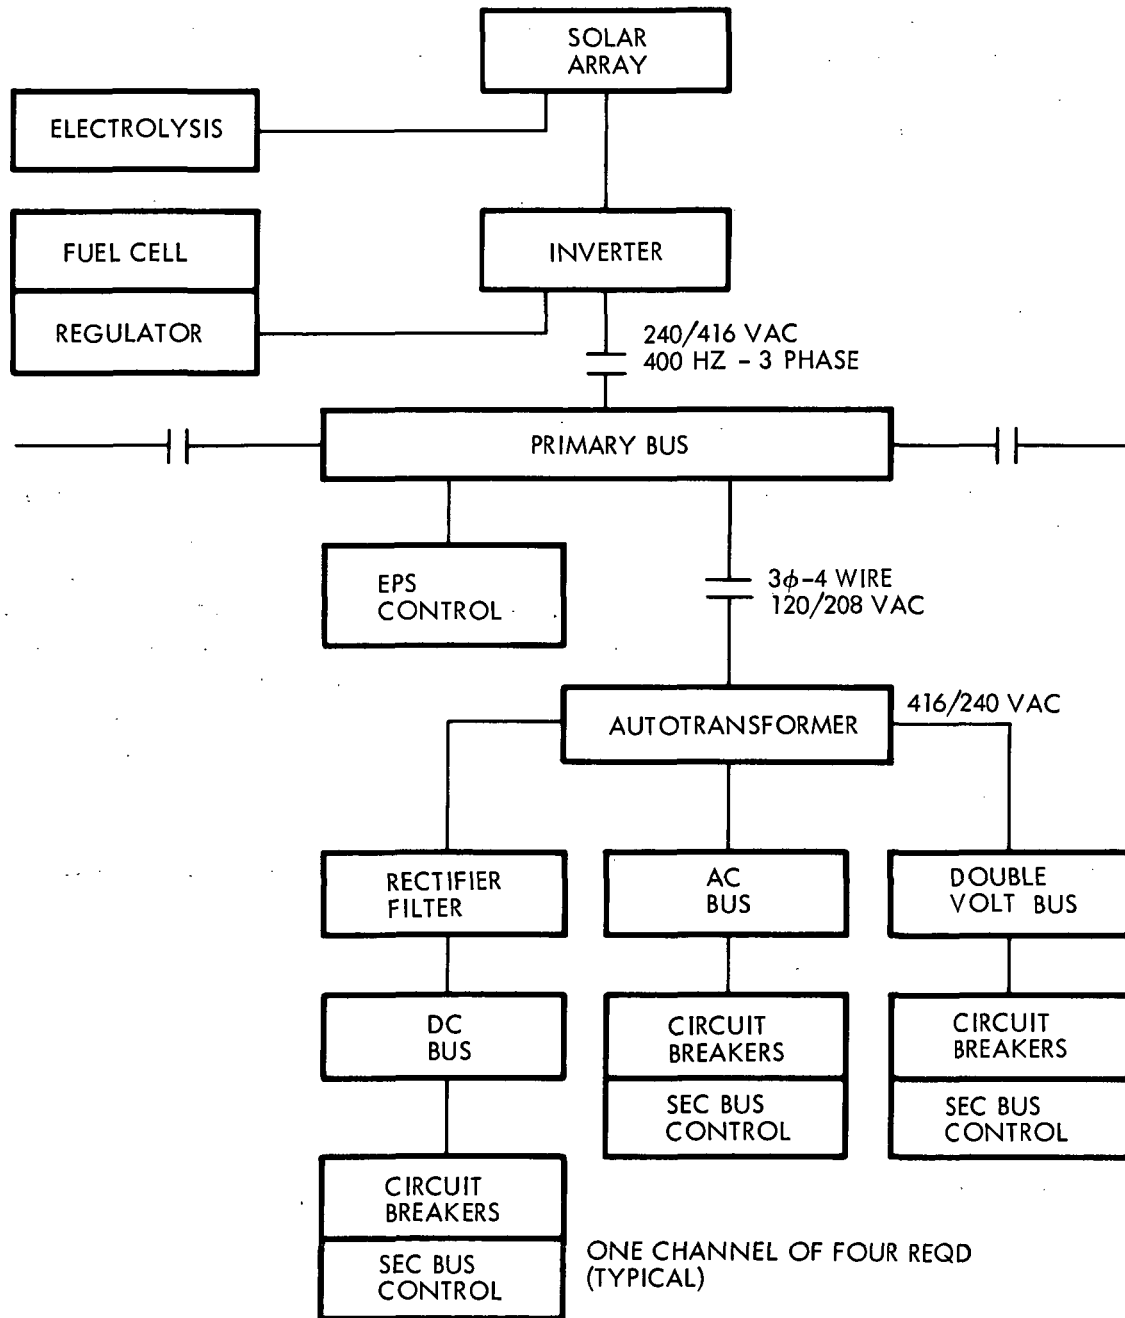 SOLAR
ARRAY
ELECTROLYSIS
FUEL CELL
INVERTER
REGULATOR
240/416 VAC
400 HZ - 3 PHASE
PRIMARY BUS
EPS
CONTROL
3ϕ-4 WIRE
120/208 VAC
AUTOTRANSFORMER
416/240 VAC
RECTIFIER
FILTER
AC
BUS
DOUBLE
VOLT BUS
DC
BUS
CIRCUIT
BREAKERS
SEC BUS
CONTROL
CIRCUIT
BREAKERS
SEC BUS
CONTROL
CIRCUIT
BREAKERS
SEC BUS
CONTROL
ONE CHANNEL OF FOUR REQD
(TYPICAL)